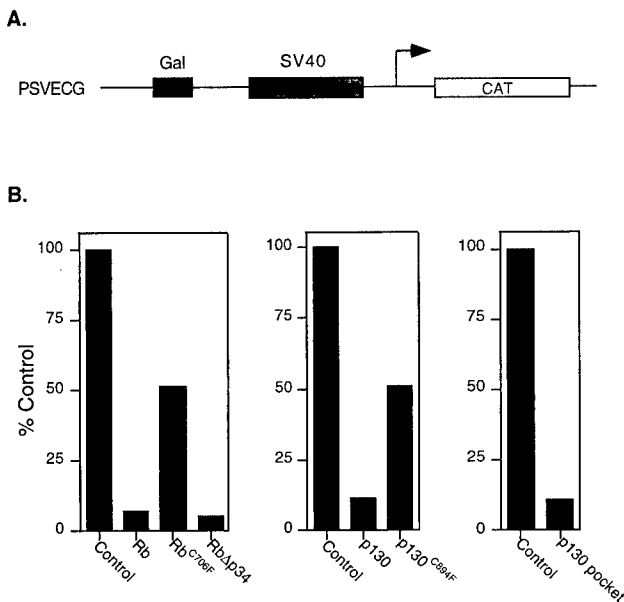 A.
Gal SV40
PSVECG CAT
B.
% Control
100
75
50
25
0
Control
Rb
Rb C706F
RbΔp34
100
75
50
25
0
Control
p130
p130 C894F
100
75
50
25
0
Control
p130 pocket